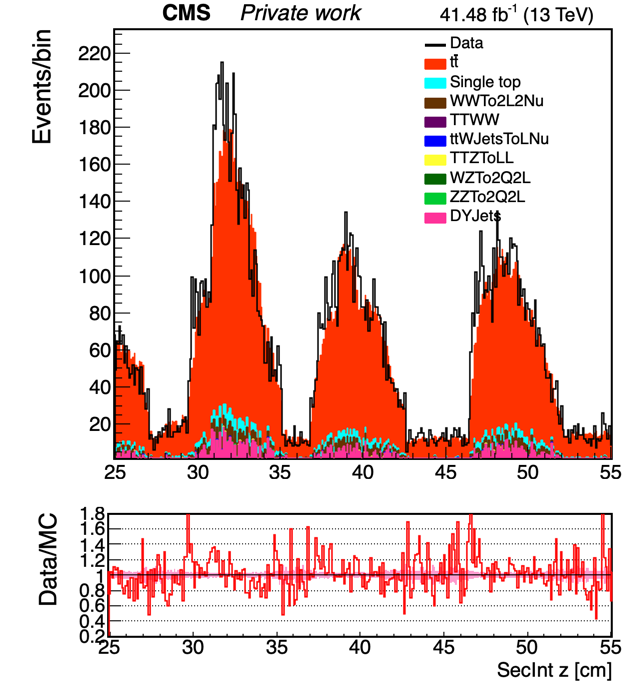 CMS Private work 41.48 fb⁻¹ (13 TeV)
Events/bin
220
200
180
160
140
120
100
80
60
40
20
Data
tt̄
Single top
WWTo2L2Nu
TTWW
ttWJetsToLNu
TTZToLL
WZTo2Q2L
ZZTo2Q2L
DYJets
25 30 35 40 45 50 55
Data/MC
1.8
1.6
1.4
1.2
1
0.8
0.6
0.4
0.2
25 30 35 40 45 50 55
SecInt z [cm]